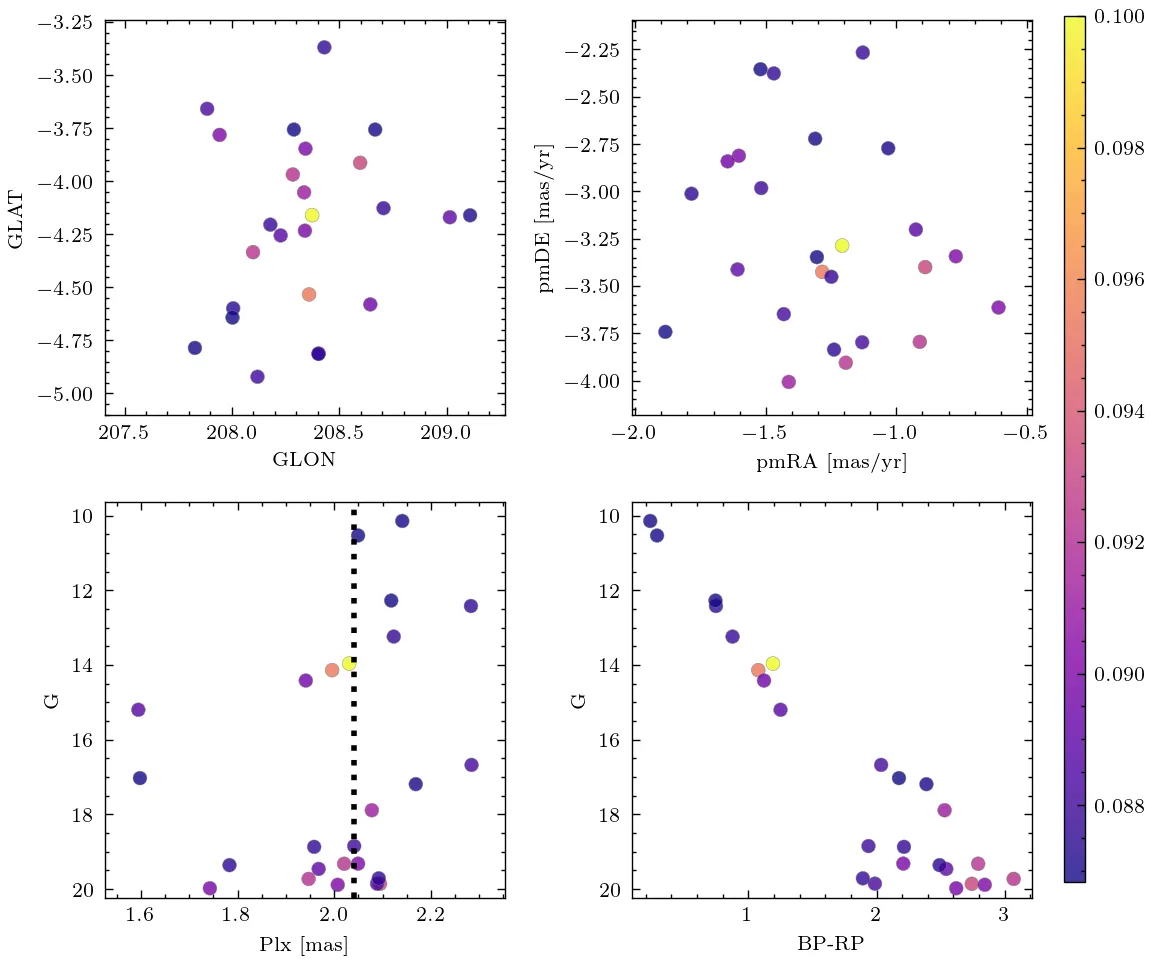 −3.25
−3.50
−3.75
−4.00
−4.25
−4.50
−4.75
−5.00
GLAT
207.5 208.0 208.5 209.0
GLON
−2.25
−2.50
−2.75
−3.00
−3.25
−3.50
−3.75
−4.00
pmDE [mas/yr]
−2.0 −1.5 −1.0 −0.5
pmRA [mas/yr]
10
12
14
16
18
20
G
1.6 1.8 2.0 2.2
Plx [mas]
10
12
14
16
18
20
G
1 2 3
BP-RP
0.100
0.098
0.096
0.094
0.092
0.090
0.088